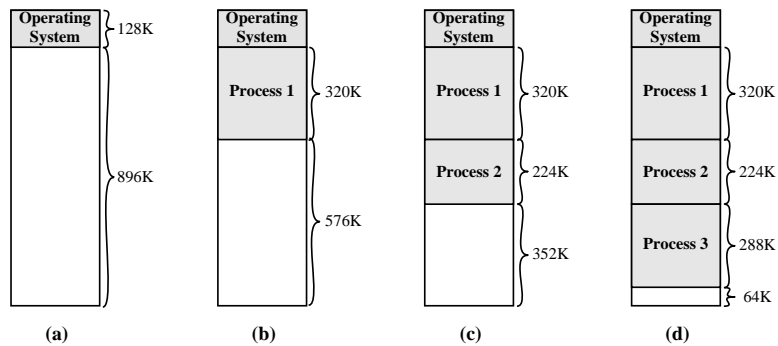 Operating
System
128K
896K
(a)
Operating
System
Process 1
320K
576K
(b)
Operating
System
Process 1
320K
Process 2
224K
352K
(c)
Operating
System
Process 1
320K
Process 2
224K
Process 3
288K
64K
(d)